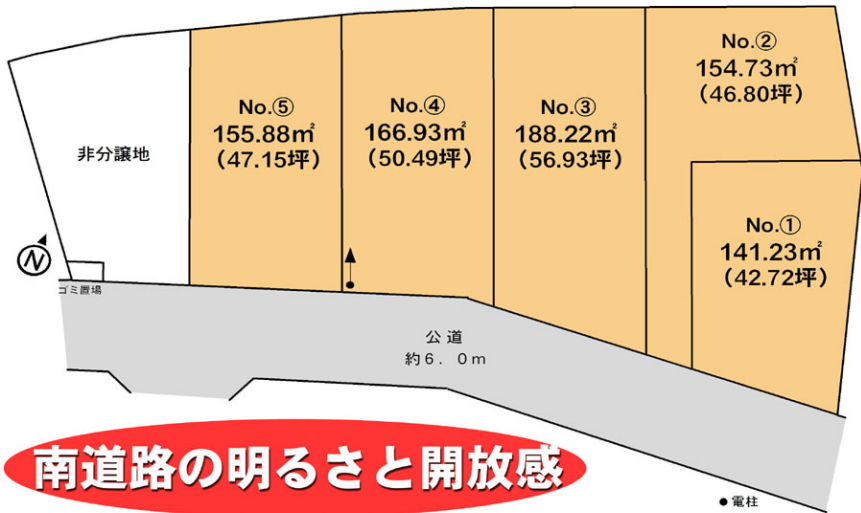 No.②
154.73㎡
（46.80坪）
No.③
188.22㎡
（56.93坪）
No.④
166.93㎡
（50.49坪）
No.⑤
155.88㎡
（47.15坪）
非分譲地
No.①
141.23㎡
（42.72坪）
N
ゴミ置場
公道
約6．0m
南道路の明るさと開放感
●電柱